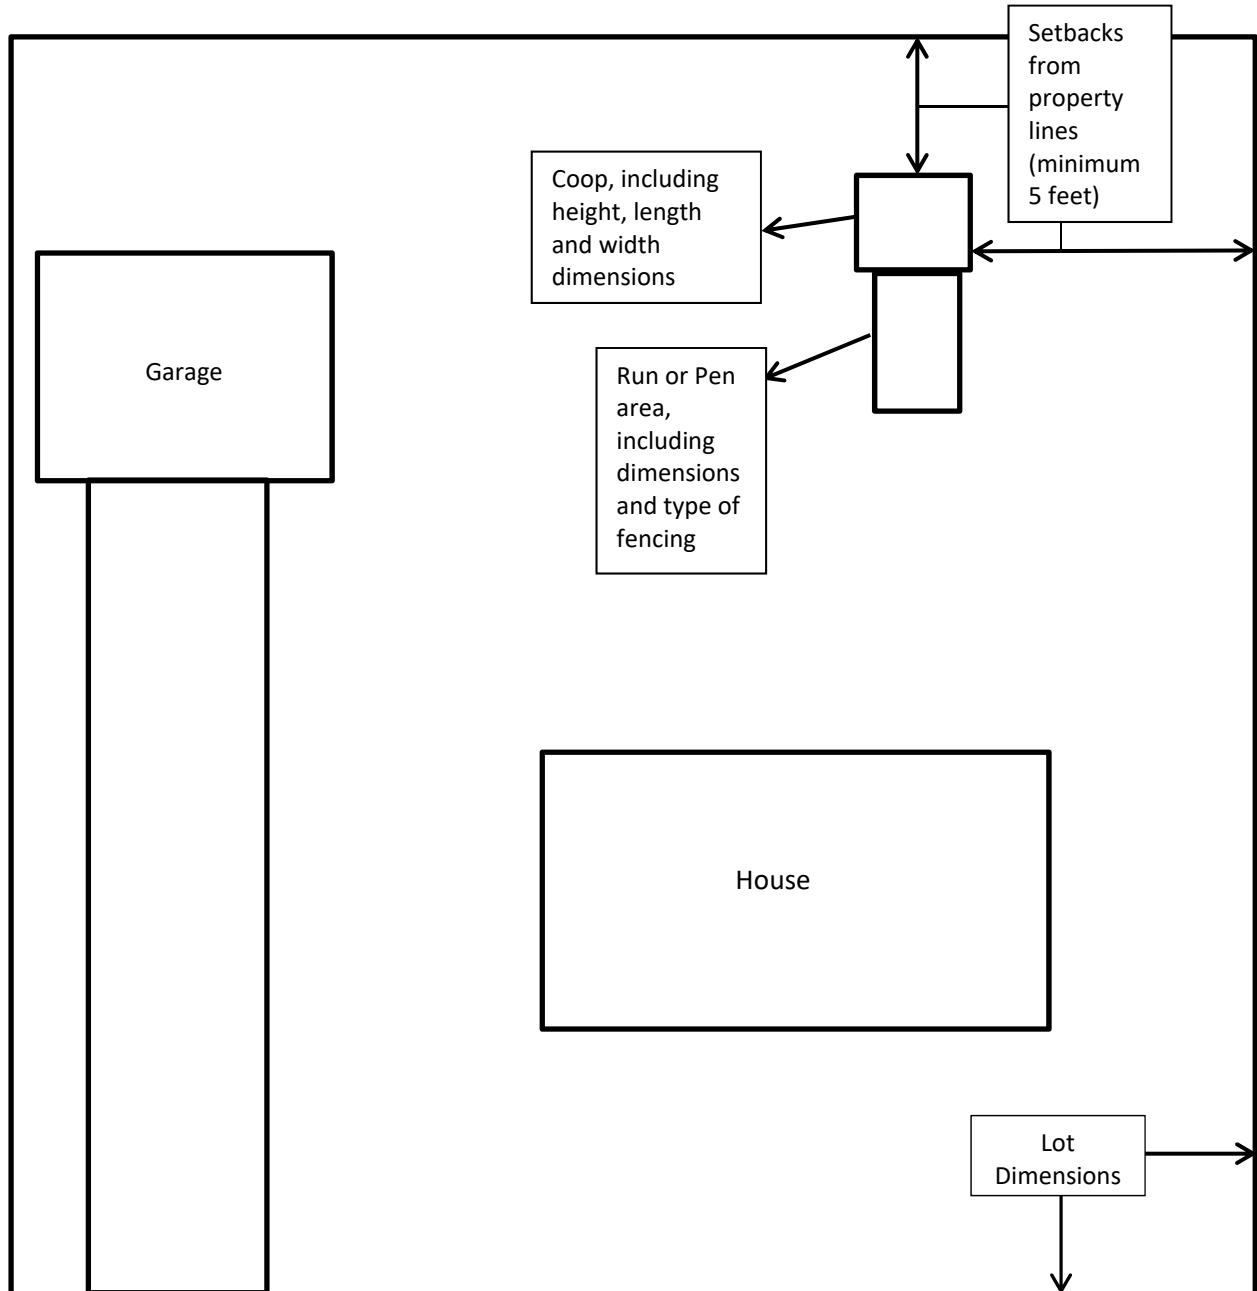 Setbacks
from
property
lines
(minimum
5 feet)
Coop, including
height, length
and width
dimensions
Garage
Run or Pen
area,
including
dimensions
and type of
fencing
House
Lot
Dimensions